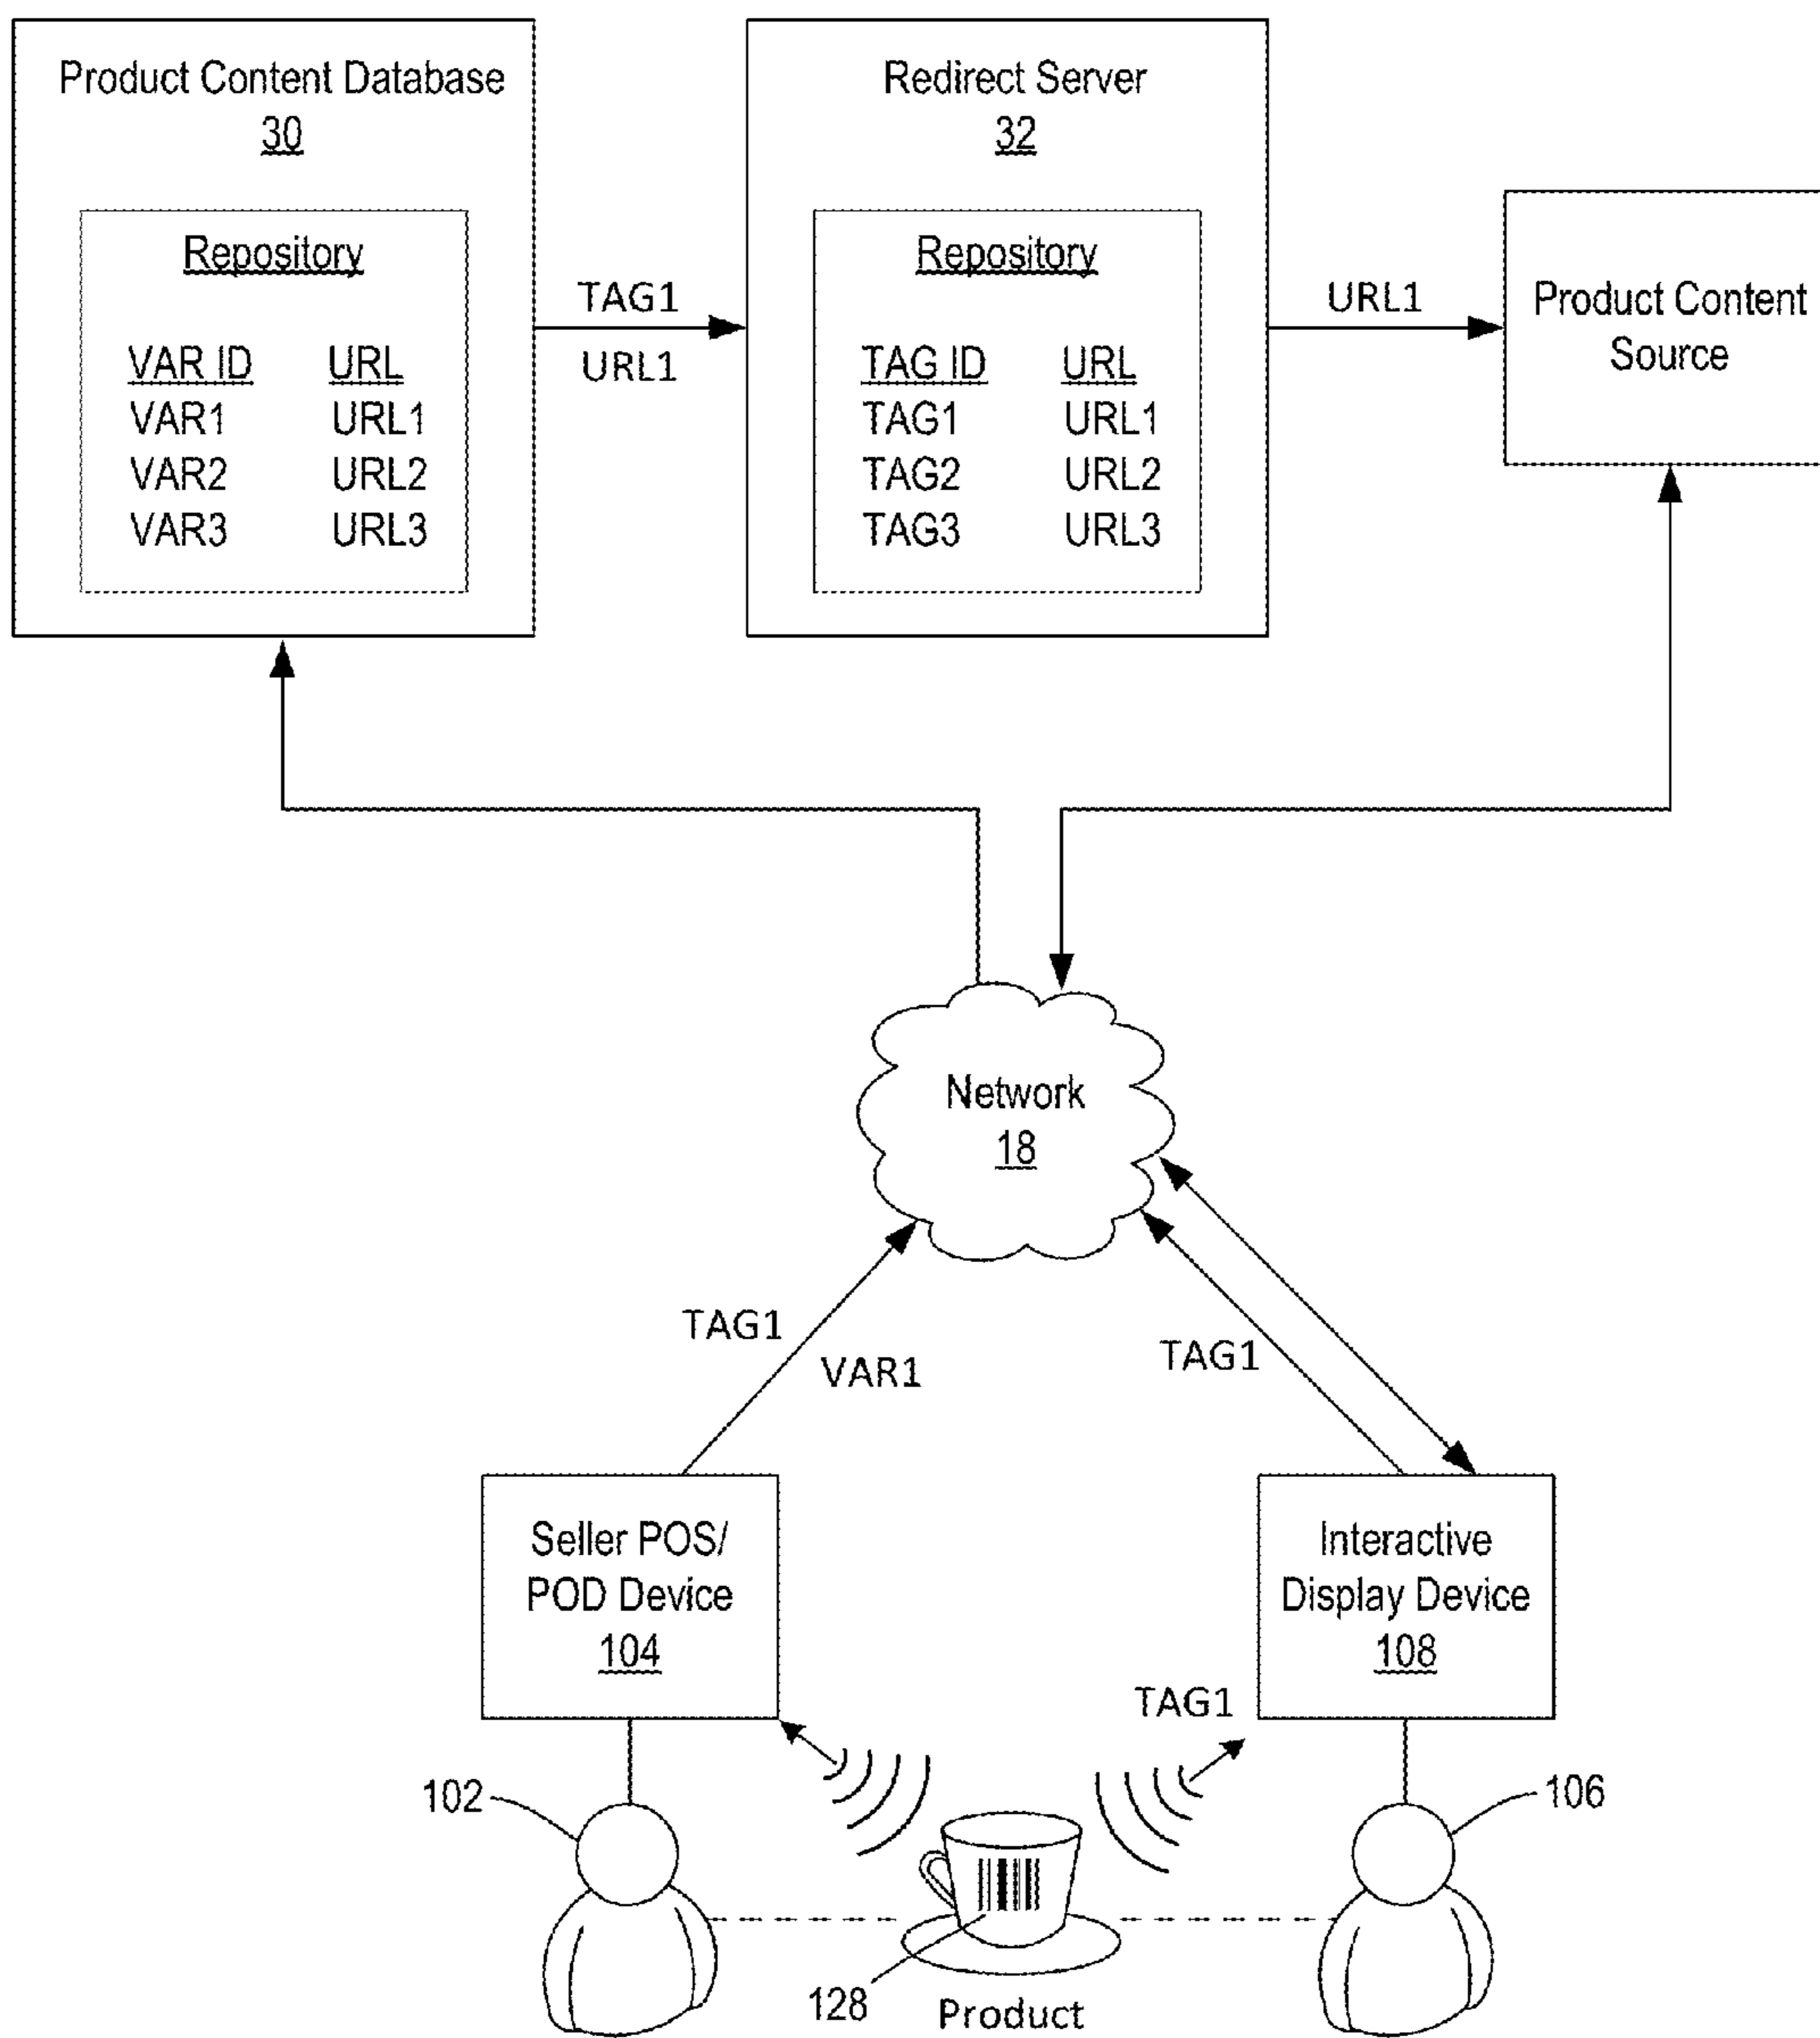 Product Content Database
30
Repository
VAR ID URL
VAR1 URL1
VAR2 URL2
VAR3 URL3
TAG1
URL1
Redirect Server
32
Repository
TAG ID URL
TAG1 URL1
TAG2 URL2
TAG3 URL3
URL1
Product Content
Source
Network
18
TAG1
VAR1
TAG1
Seller POS/
POD Device
104
Interactive
Display Device
108
TAG1
102
106
128
Product